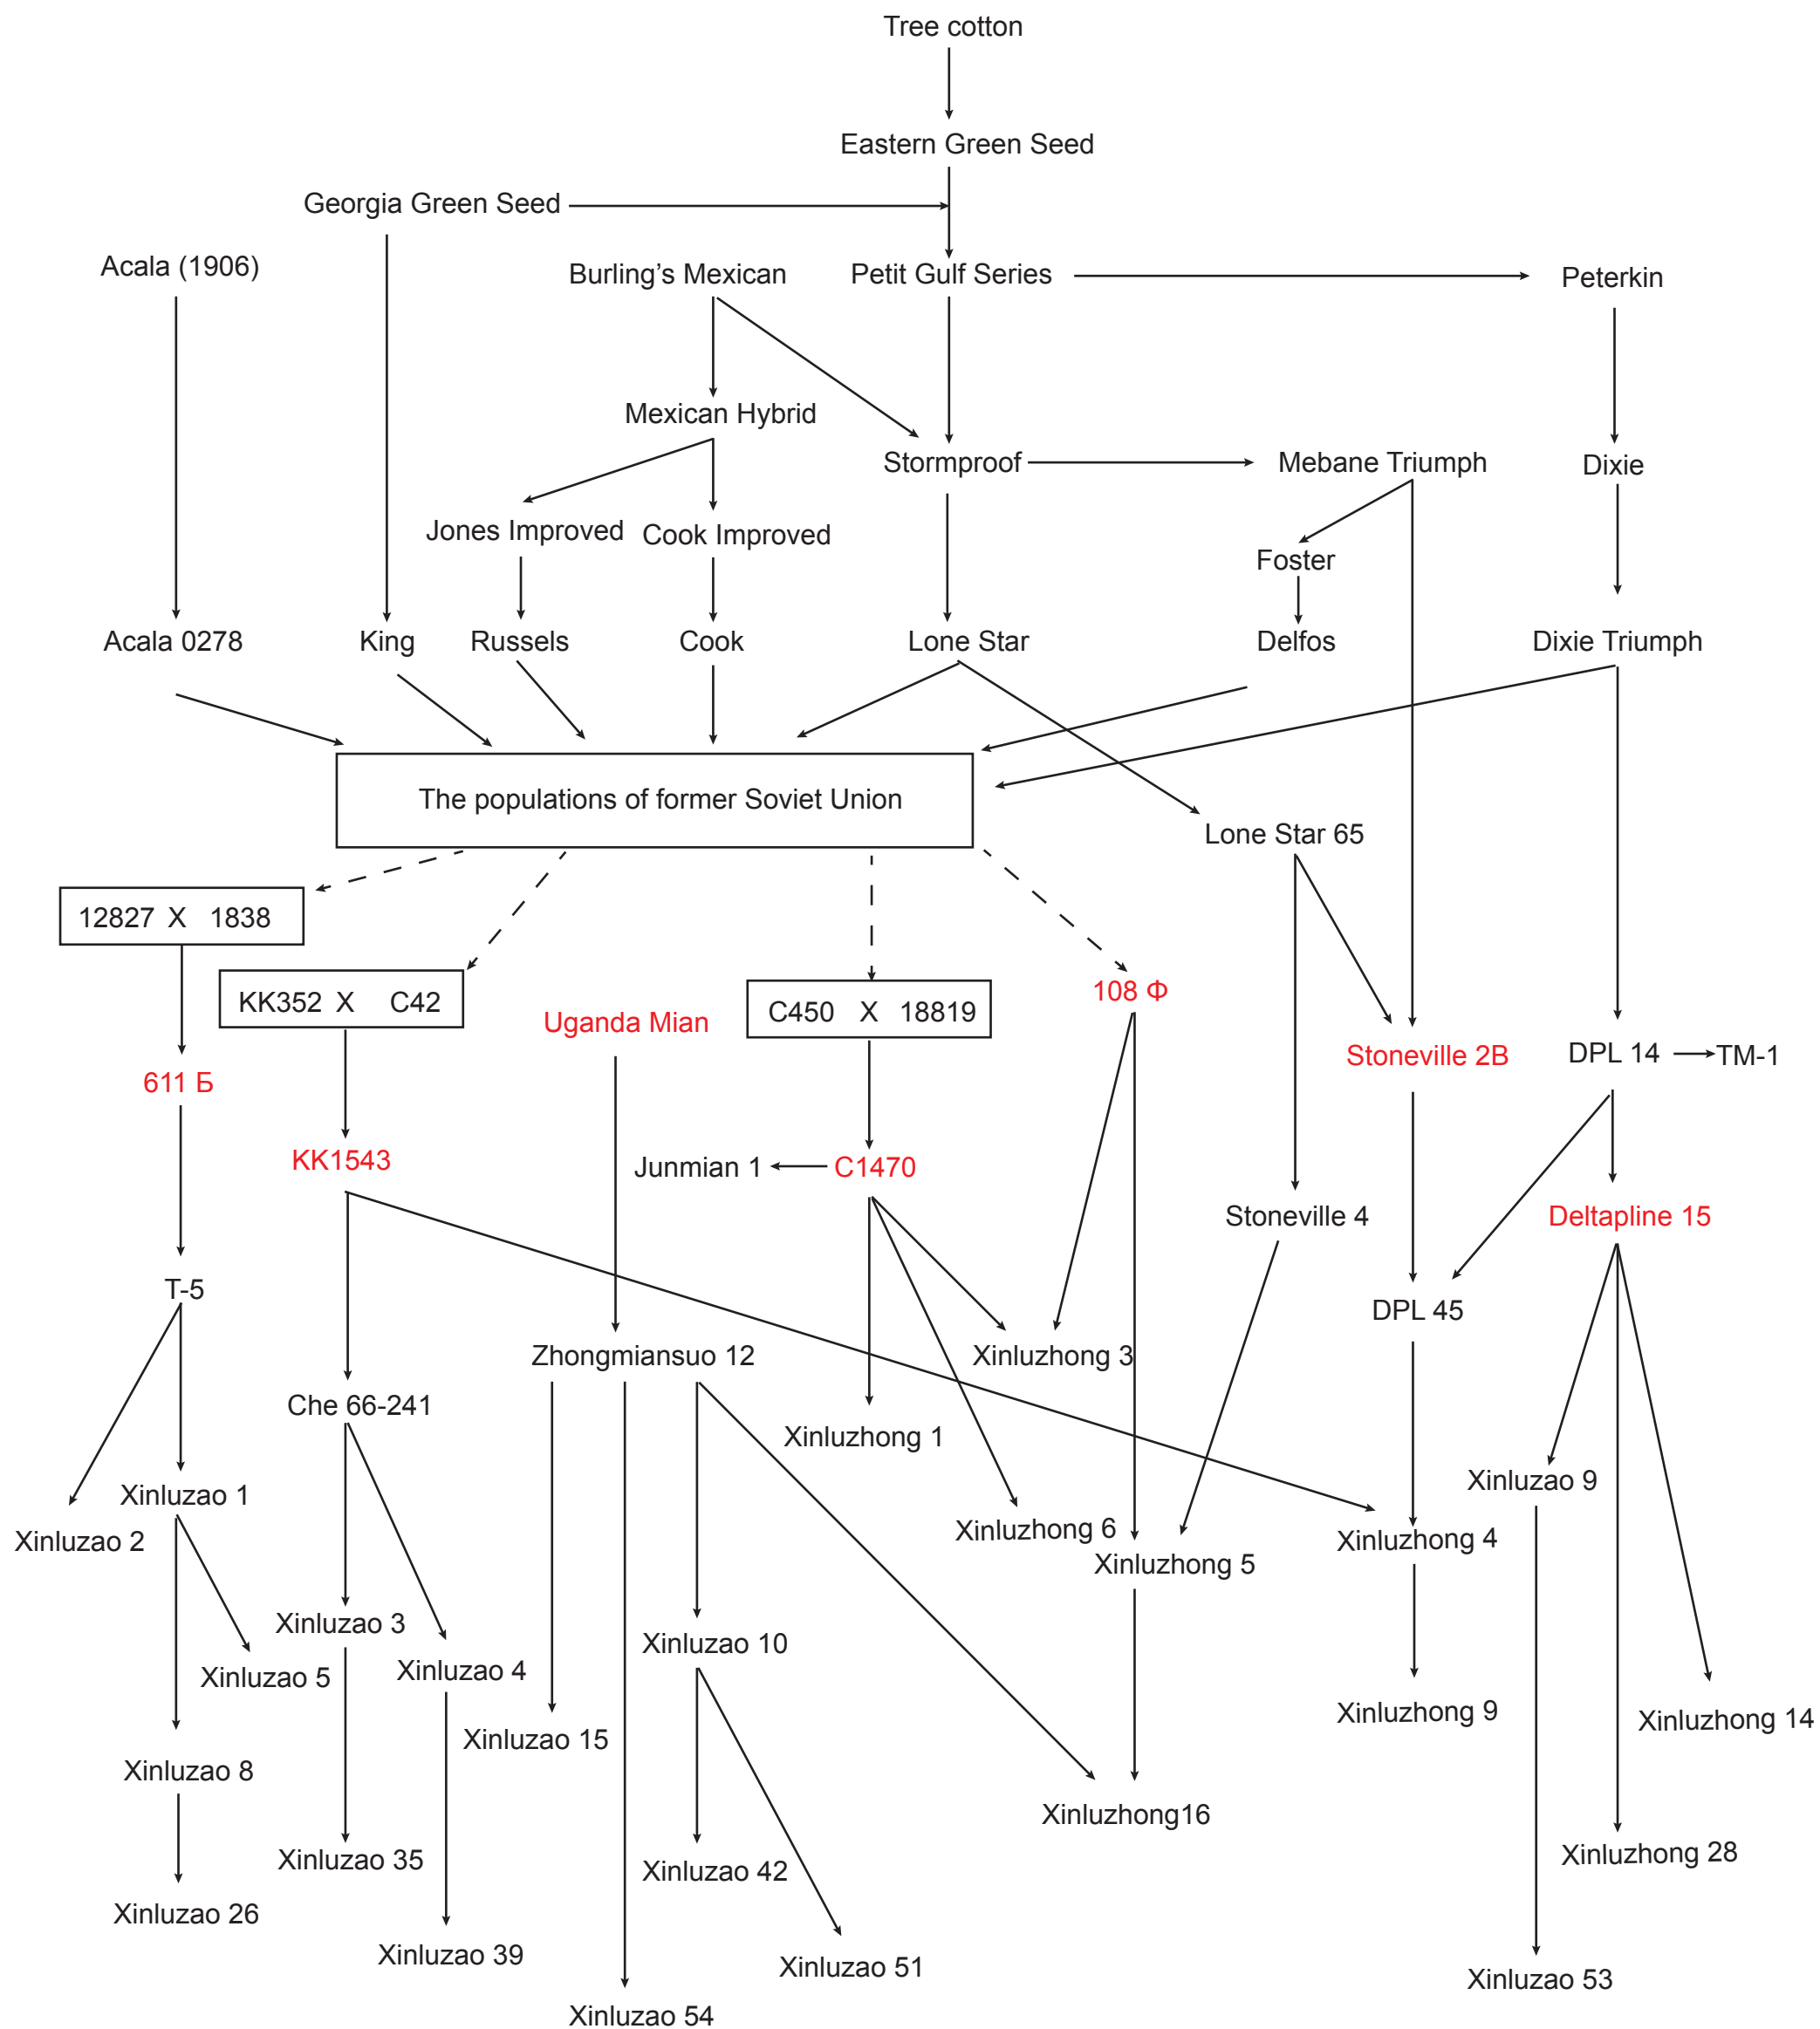 Tree cotton
Eastern Green Seed
Georgia Green Seed
Acala (1906)
Burling’s Mexican
Petit Gulf Series
Peterkin
Mexican Hybrid
Stormproof
Mebane Triumph
Dixie
Jones Improved
Cook Improved
Foster
Acala 0278
King
Russels
Cook
Lone Star
Delfos
Dixie Triumph
The populations of former Soviet Union
Lone Star 65
12827 X 1838
KK352 X C42
Uganda Mian
C450 X 18819
108 Ф
Stoneville 2B
DPL 14
TM-1
611 Б
KK1543
Junmian 1
C1470
Stoneville 4
Deltapline 15
T-5
DPL 45
Zhongmiansuo 12
Xinluzhong 3
Che 66-241
Xinluzhong 1
Xinluzao 9
Xinluzao 1
Xinluzao 2
Xinluzhong 6
Xinluzhong 4
Xinluzhong 5
Xinluzao 3
Xinluzao 10
Xinluzao 5
Xinluzao 4
Xinluzao 15
Xinluzhong 9
Xinluzhong 14
Xinluzao 8
Xinluzhong16
Xinluzao 35
Xinluzao 42
Xinluzhong 28
Xinluzao 26
Xinluzao 39
Xinluzao 51
Xinluzao 53
Xinluzao 54